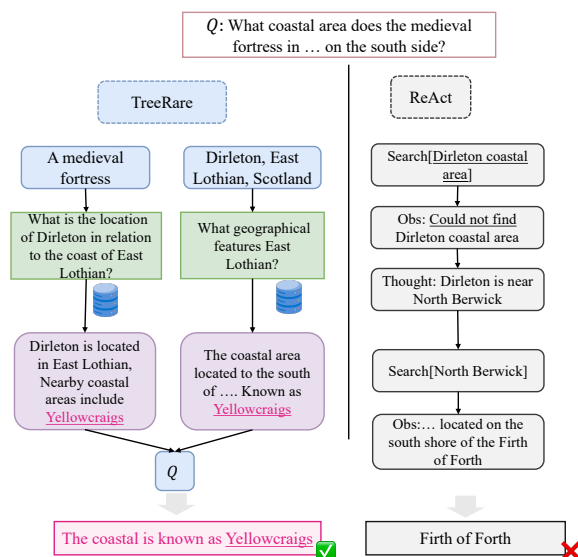 Q: What coastal area does the medieval
fortress in … on the south side?
TreeRare
A medieval
fortress
Dirleton, East
Lothian, Scotland
What is the location
of Dirleton in relation
to the coast of East
Lothian?
What geographical
features East
Lothian?
Dirleton is located
in East Lothian,
Nearby coastal
areas include
Yellowcraigs
The coastal area
located to the south
of …. Known as
Yellowcraigs
Q
The coastal is known as Yellowcraigs
ReAct
Search[Dirleton coastal
area]
Obs: Could not find
Dirleton coastal area
Thought: Dirleton is near
North Berwick
Search[North Berwick]
Obs:… located on the
south shore of the Firth
of Forth
Firth of Forth